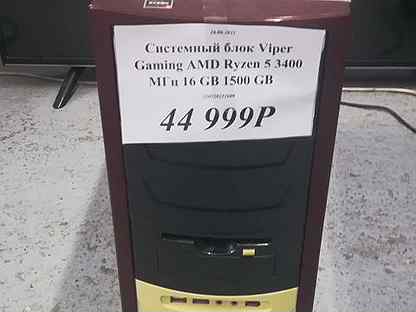 Системный блок Viper
Gaming AMD Ryzen 5 3400
МГц 16 GB 1500 GB
44 999Р